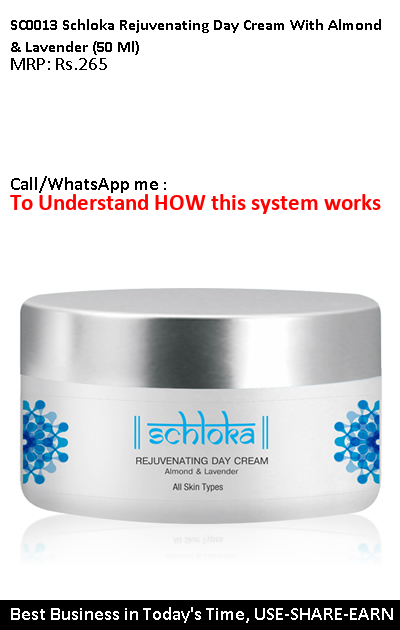 SC0013 Schloka Rejuvenating Day Cream With Almond
& Lavender (50 Ml)
MRP: Rs.265
Call/WhatsApp me :
To Understand HOW this system works
schloka
REJUVENATING DAY CREAM
Almond & Lavender
All Skin Types
Best Business in Today's Time, USE-SHARE-EARN